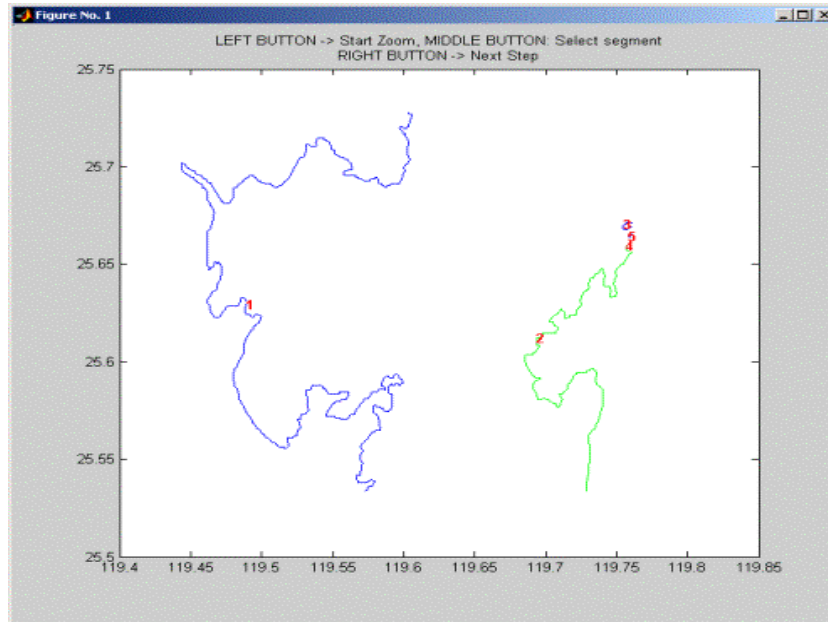 Figure No. 1
LEFT BUTTON -> Start Zoom, MIDDLE BUTTON: Select segment
RIGHT BUTTON -> Next Step
25.75
25.7
25.65
25.6
25.55
25.5
3
5
4
1
2
119.4 119.45 119.5 119.55 119.6 119.65 119.7 119.75 119.8 119.85